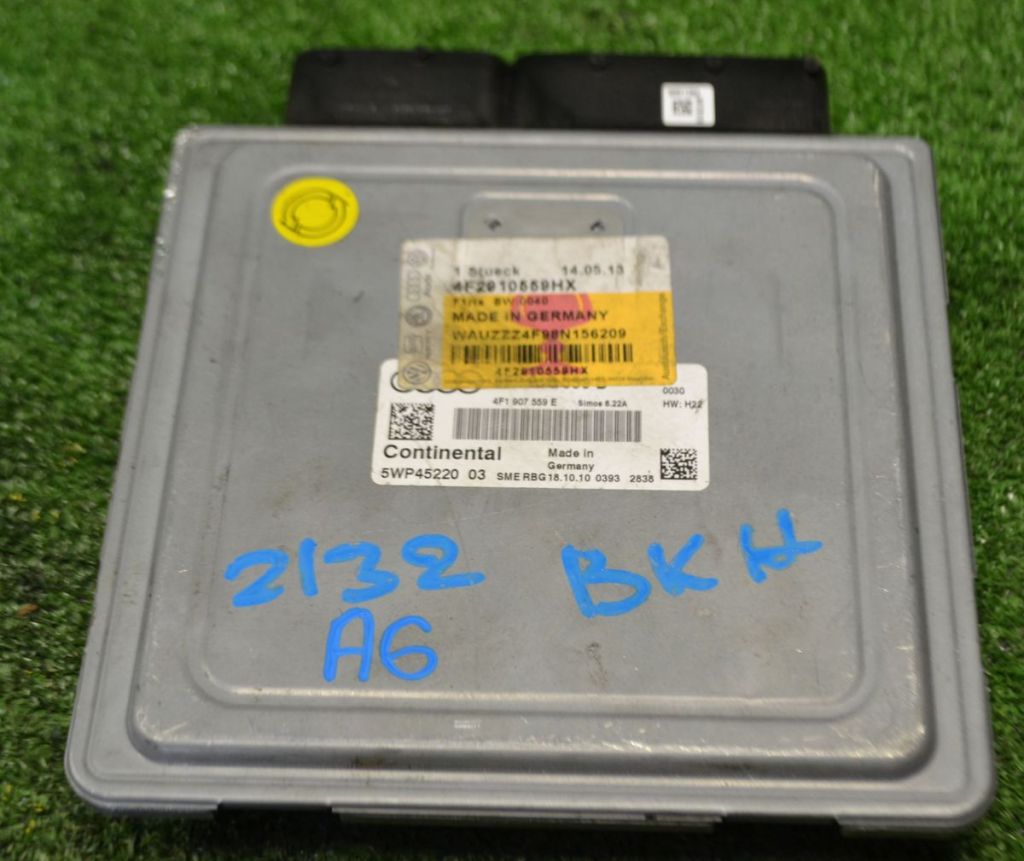 1 Stueck 14.05.13
4F2910559HX
MADE IN GERMANY
WAUZZZ4F98N156209
4F2910559HX
0030
4F1 907 559 E Simos 8.22A HW: H22
Continental Made in
Germany
5WP45220 03 SME RBG 18.10.10 0393 2838
2132 BKH
A6